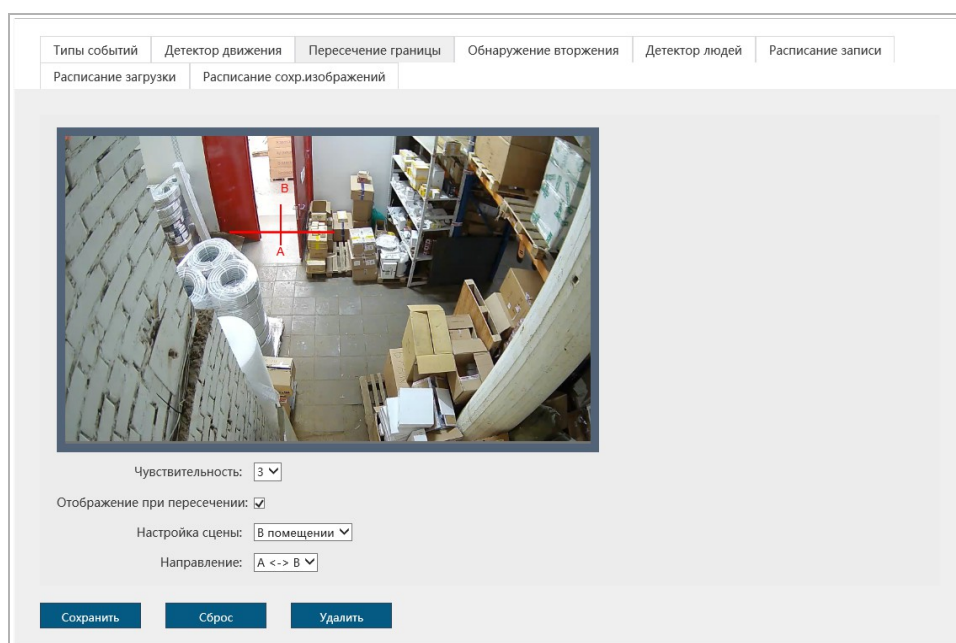 Типы событий Детектор движения Пересечение границы Обнаружение вторжения Детектор людей Расписание записи
Расписание загрузки Расписание сохр.изображений
B
A
Чувствительность: 3
Отображение при пересечении:
Настройка сцены: В помещении
Направление: A <-> B
Сохранить Сброс Удалить